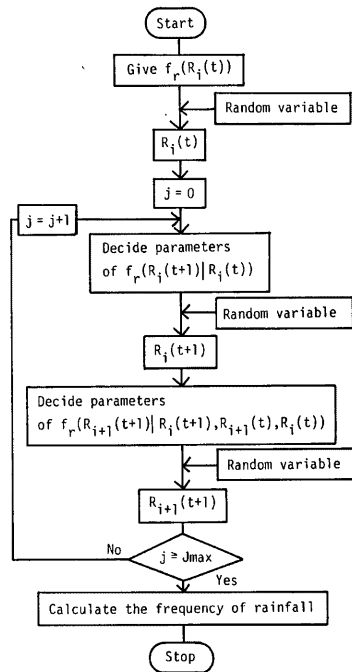 Start
Give f_r(R_i(t))
Random variable
R_i(t)
j=0
j=j+1
Decide parameters
of f_r(R_i(t+1)|R_i(t))
Random variable
R_i(t+1)
Decide parameters
of f_r(R_{i+1}(t+1)|R_i(t+1),R_{i+1}(t),R_i(t))
Random variable
R_{i+1}(t+1)
No
j≧Jmax
Yes
Calculate the frequency of rainfall
Stop